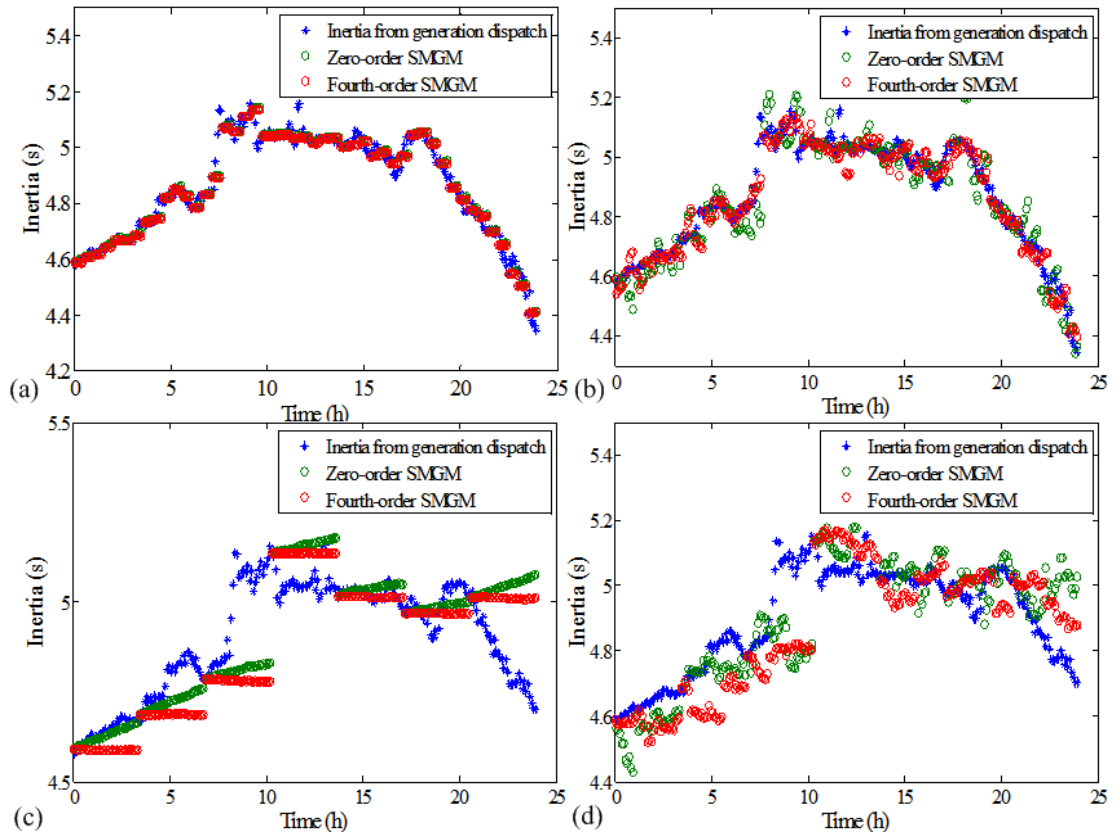 5.4
Inertia from generation dispatch
Zero-order SMGM
Fourth-order SMGM
5.2
5
4.8
4.6
4.4
4.2
Inertia (s)
0 5 10 15 20 25
Time (h)
(a)
5.4
Inertia from generation dispatch
Zero-order SMGM
Fourth-order SMGM
5.2
5
4.8
4.6
4.4
Inertia (s)
0 5 10 15 20 25
Time (h)
(b)
5.5
Inertia from generation dispatch
Zero-order SMGM
Fourth-order SMGM
5
4.5
Inertia (s)
0 5 10 15 20 25
Time (h)
(c)
5.4
Inertia from generation dispatch
Zero-order SMGM
Fourth-order SMGM
5.2
5
4.8
4.6
4.4
Inertia (s)
0 5 10 15 20 25
Time (h)
(d)